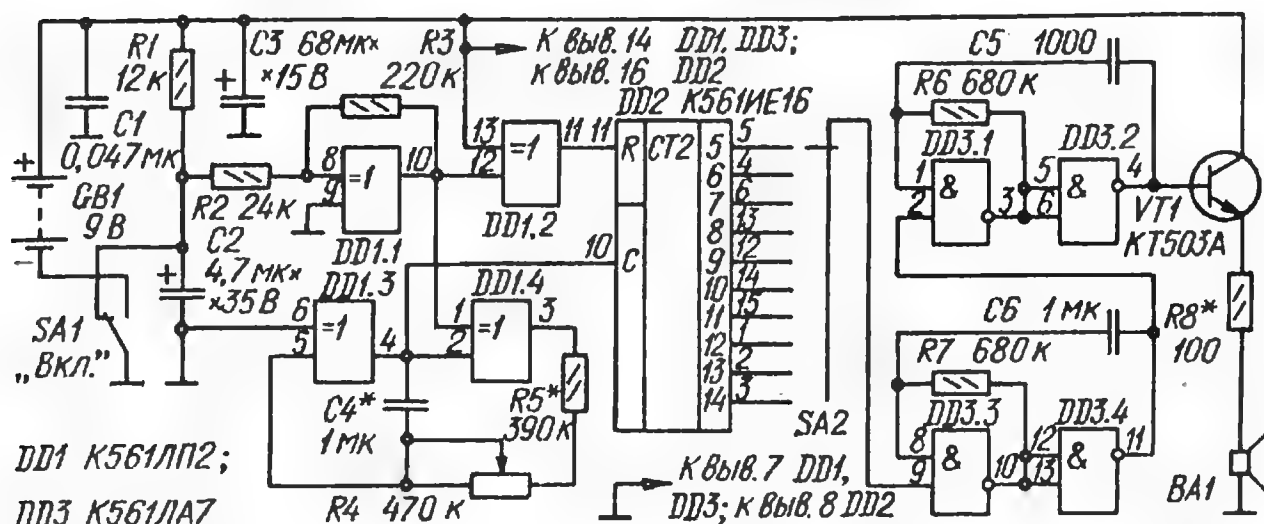 R1
12к
C1
0,047мк
GB1
9В
SA1
„Вкл."
C3 68мк×
×15В
R2 24к
C2
4,7мк×
×35В
R3
220к
К выв. 14 DD1, DD3;
к выв. 16 DD2
8
9
=1
10
DD1.1
13
12
=1
11
DD1.2
DD1.3
6
5
=1
4
DD1.4
1
2
=1
3
C4*
1мк
R5*
390к
R4 470к
DD2 К561ИЕ16
11
R
10
C
CT2
5
5
6
4
7
6
8
13
9
12
10
14
11
15
12
1
13
2
14
3
SA2
C5 1000
R6 680к
DD3.1
1
2
&
3
DD3.2
5
6
&
4
VT1
КТ503А
C6 1мк
R7 680к
DD3.3
8
9
&
10
DD3.4
12
13
&
11
R8*
100
BA1
DD1 К561ЛП2;
DD3 К561ЛА7
к выв. 7 DD1,
DD3; к выв. 8 DD2